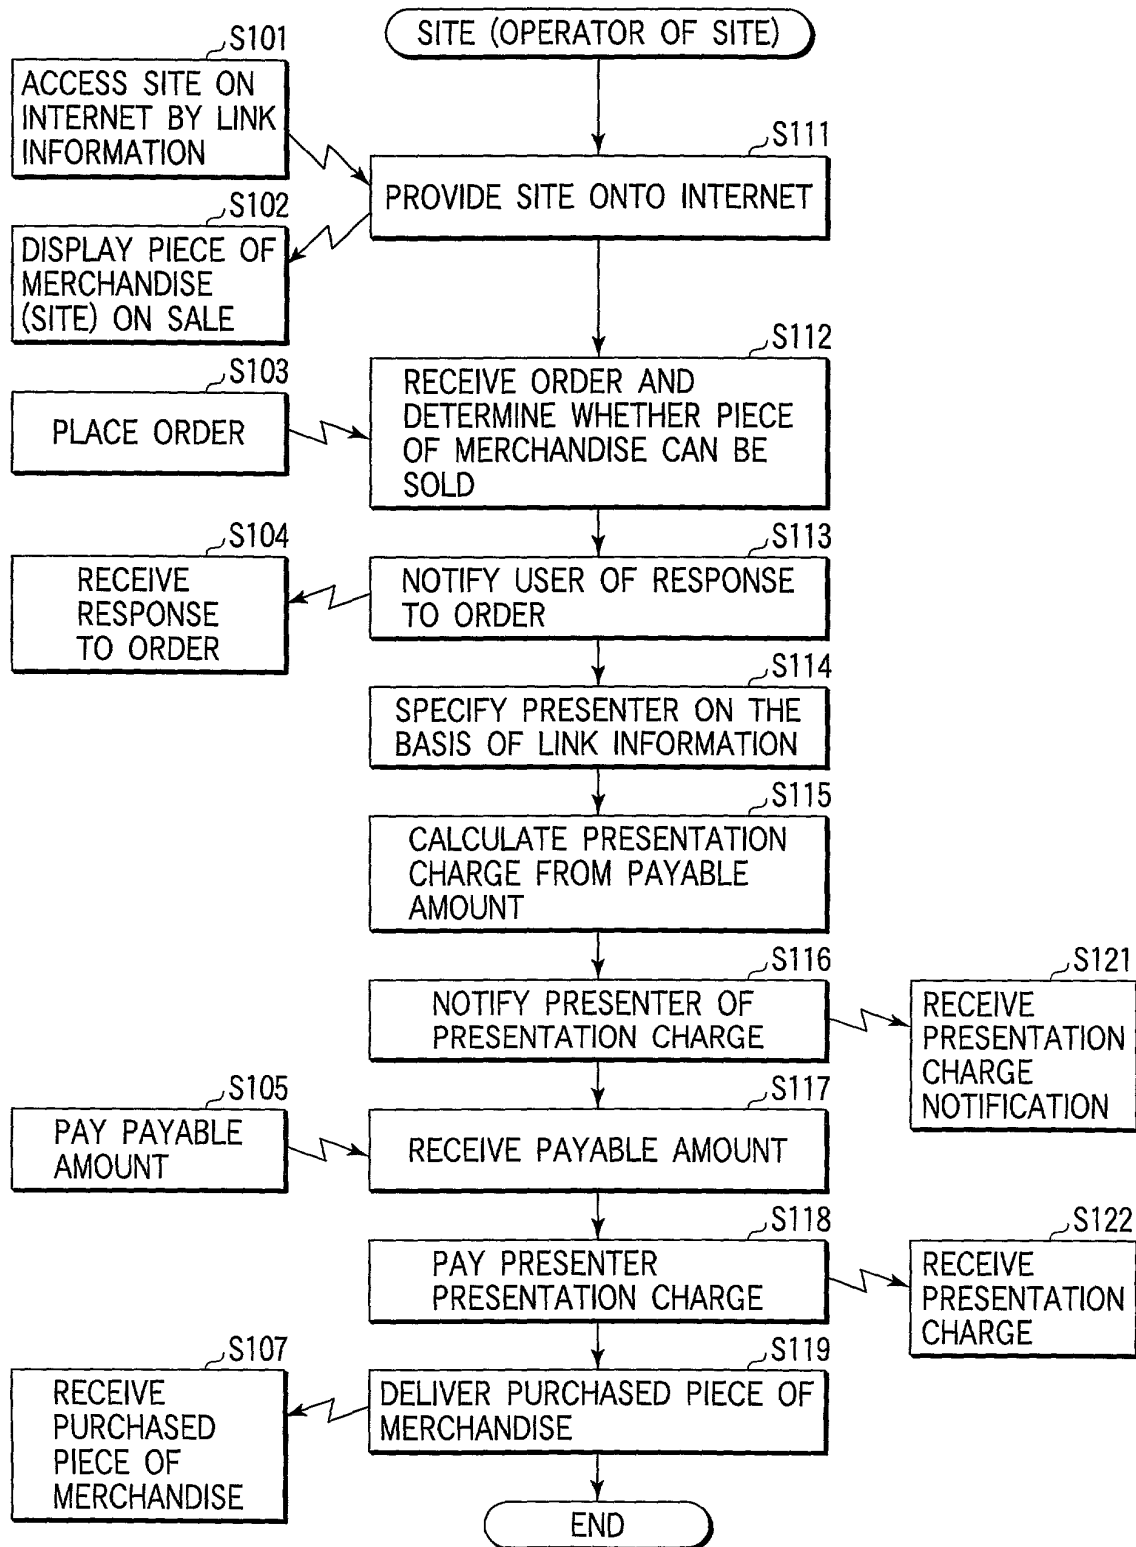 SITE (OPERATOR OF SITE)
S101
ACCESS SITE ON
INTERNET BY LINK
INFORMATION
S111
PROVIDE SITE ONTO INTERNET
S102
DISPLAY PIECE OF
MERCHANDISE
(SITE) ON SALE
S112
RECEIVE ORDER AND
DETERMINE WHETHER PIECE
OF MERCHANDISE CAN BE
SOLD
S103
PLACE ORDER
S104
RECEIVE
RESPONSE
TO ORDER
S113
NOTIFY USER OF RESPONSE
TO ORDER
S114
SPECIFY PRESENTER ON THE
BASIS OF LINK INFORMATION
S115
CALCULATE PRESENTATION
CHARGE FROM PAYABLE
AMOUNT
S116
NOTIFY PRESENTER OF
PRESENTATION CHARGE
S121
RECEIVE
PRESENTATION
CHARGE
NOTIFICATION
S105
PAY PAYABLE
AMOUNT
S117
RECEIVE PAYABLE AMOUNT
S118
PAY PRESENTER
PRESENTATION CHARGE
S122
RECEIVE
PRESENTATION
CHARGE
S107
RECEIVE
PURCHASED
PIECE OF
MERCHANDISE
S119
DELIVER PURCHASED PIECE OF
MERCHANDISE
END